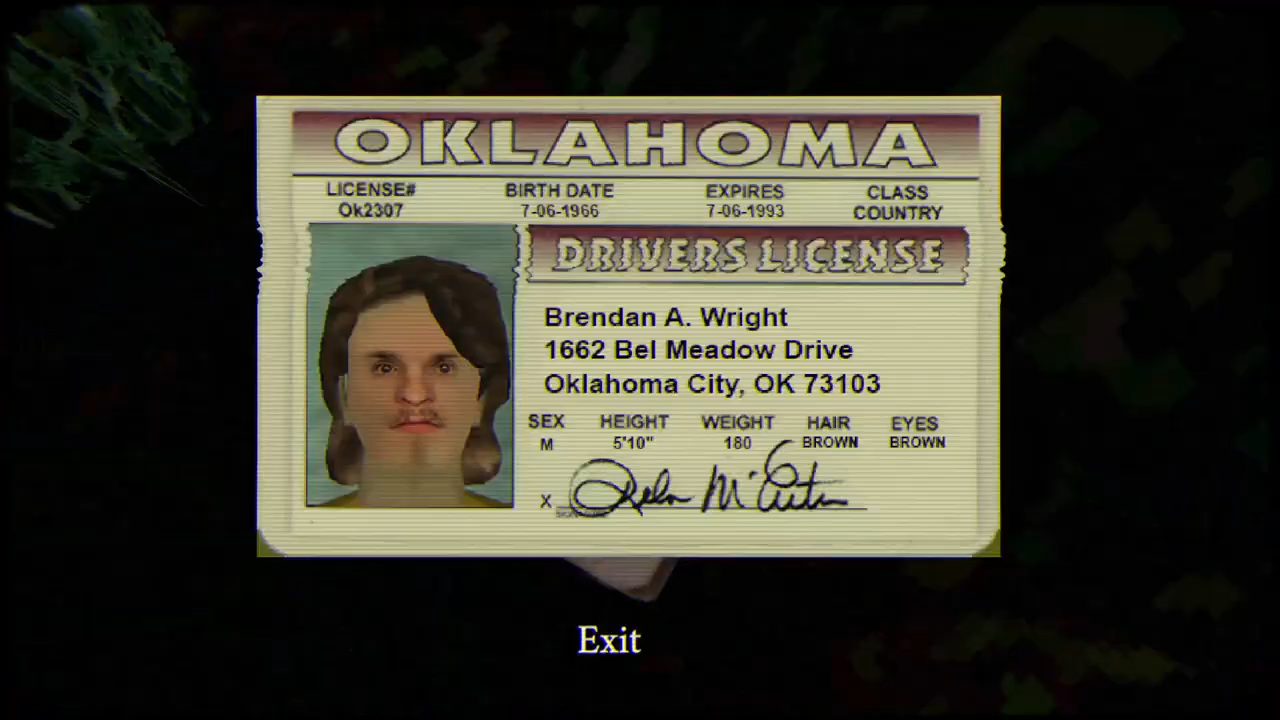 OKLAHOMA
LICENSE# BIRTH DATE EXPIRES CLASS
Ok2307 7-06-1966 7-06-1993 COUNTRY
DRIVERS LICENSE
Brendan A. Wright
1662 Bel Meadow Drive
Oklahoma City, OK 73103
SEX HEIGHT WEIGHT HAIR EYES
M 5'10" 180 BROWN BROWN
X
Exit